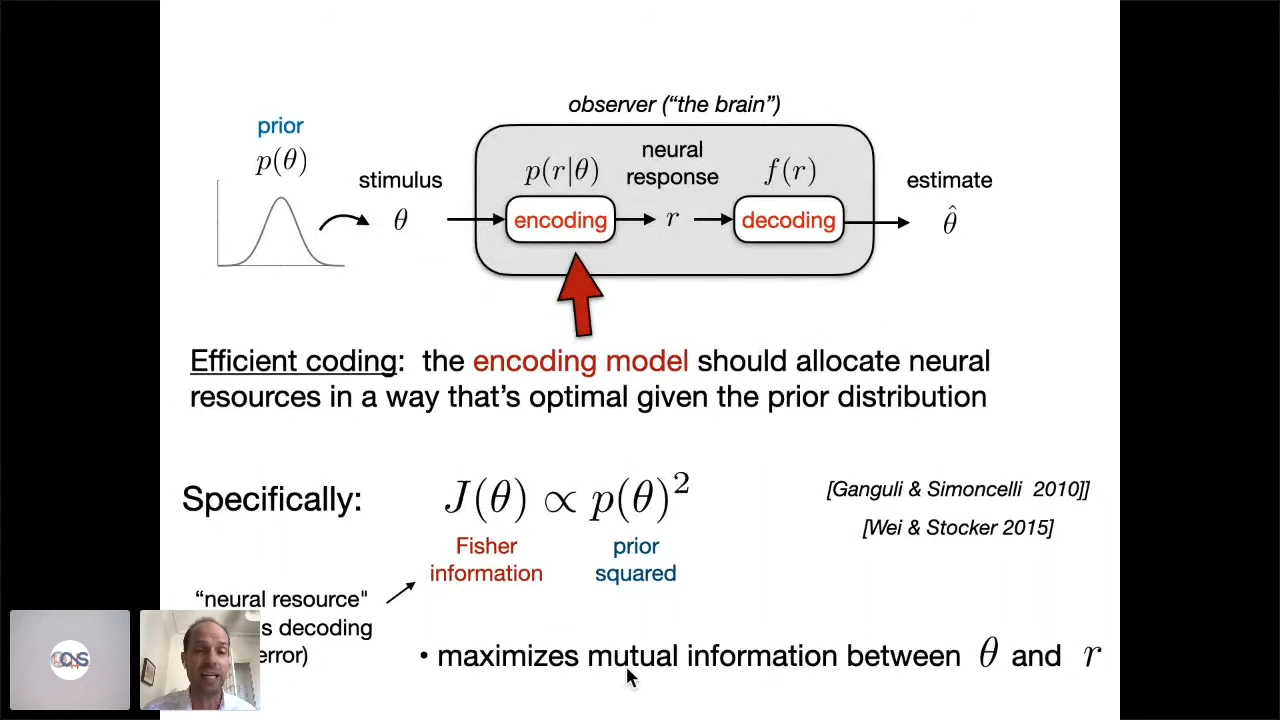 observer ("the brain")
prior
p(θ)
stimulus
θ
p(r|θ)
encoding
neural
response
r
f(r)
decoding
estimate
θ̂
Efficient coding: the encoding model should allocate neural
resources in a way that's optimal given the prior distribution
Specifically:
J(θ) ∝ p(θ)²
[Ganguli & Simoncelli 2010]]
[Wei & Stocker 2015]
Fisher
information
prior
squared
“neural resource"
decoding
error)
• maximizes mutual information between θ and r